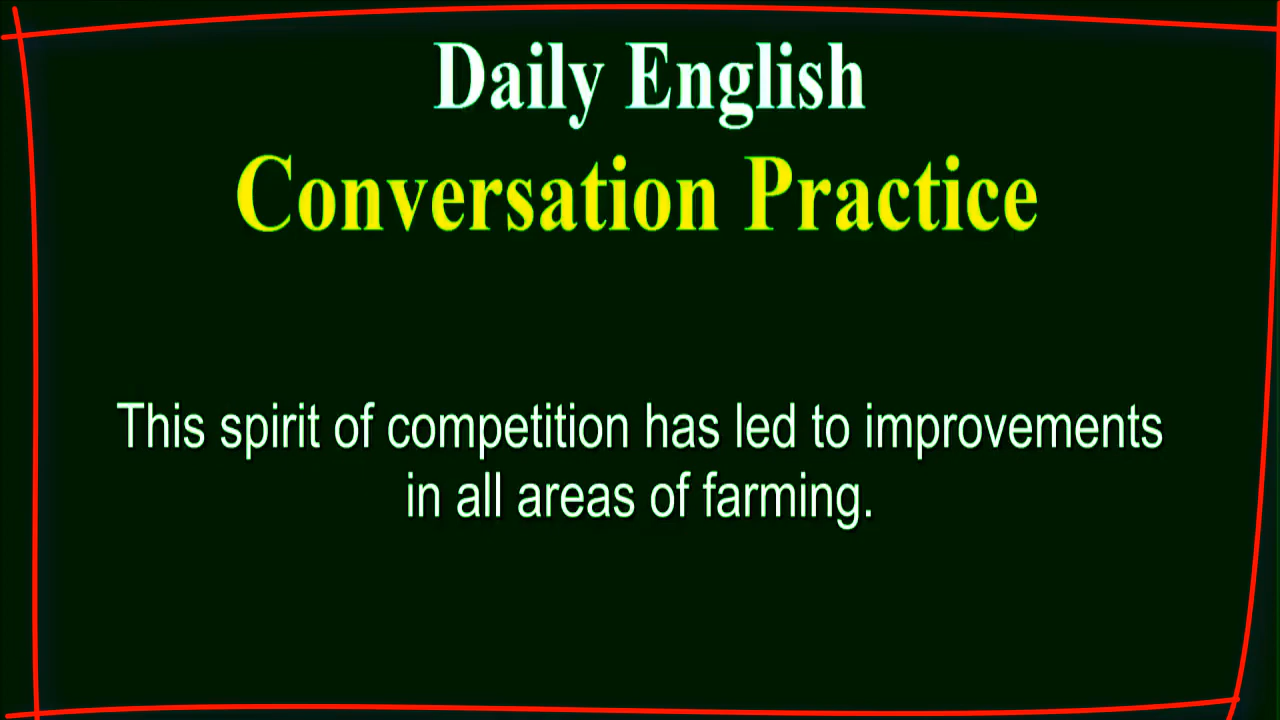 Daily English
Conversation Practice
This spirit of competition has led to improvements
in all areas of farming.